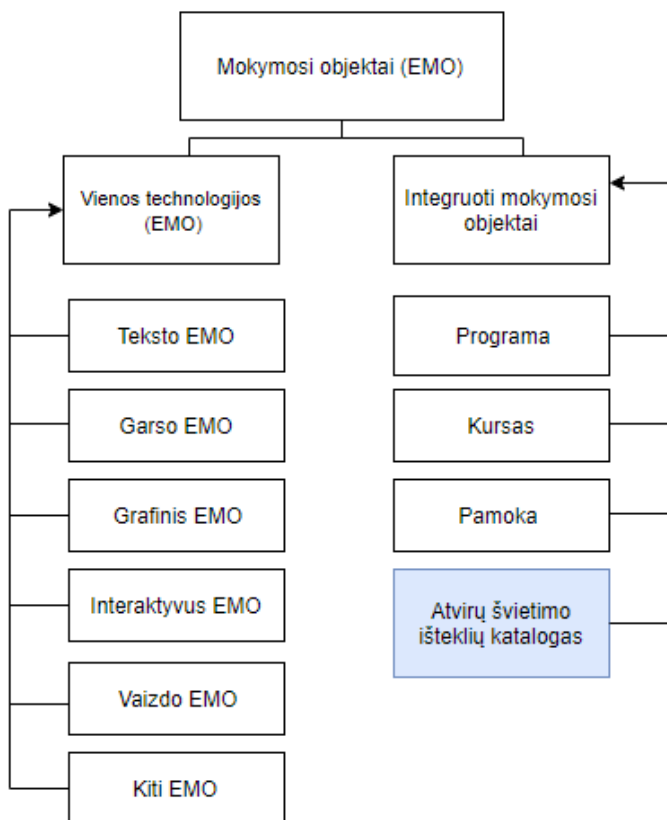 Mokymosi objektai (EMO)
Vienos technologijos
(EMO)
Integruoti mokymosi
objektai
Teksto EMO
Garso EMO
Grafinis EMO
Interaktyvus EMO
Vaizdo EMO
Kiti EMO
Programa
Kursas
Pamoka
Atvirų švietimo
išteklių katalogas